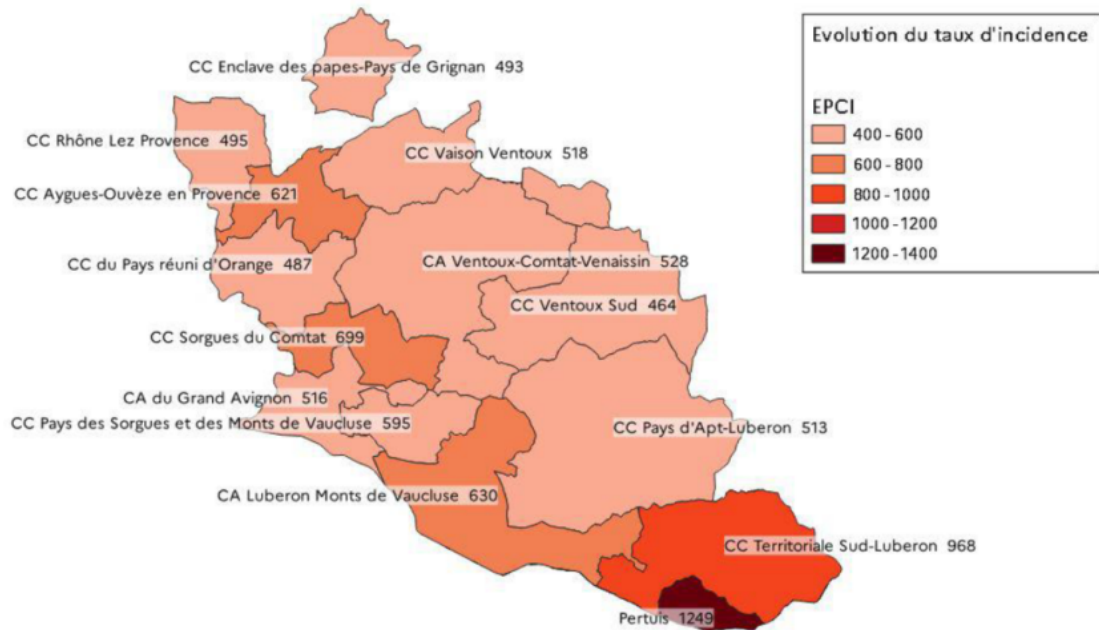 CC Enclave des papes-Pays de Grignan 493
CC Rhône Lez Provence 495
CC Vaison Ventoux 518
CC Aygues-Ouvèze en Provence 621
CC du Pays réuni d'Orange 487
CA Ventoux-Comtat-Venaissin 528
CC Ventoux Sud 464
CC Sorgues du Comtat 699
CA du Grand Avignon 516
CC Pays des Sorgues et des Monts de Vaucluse 595
CC Pays d'Apt-Luberon 513
CA Luberon Monts de Vaucluse 630
CC Territoriale Sud-Luberon 968
Pertuis 1249
Evolution du taux d'incidence
EPCI
400 - 600
600 - 800
800 - 1000
1000 - 1200
1200 - 1400